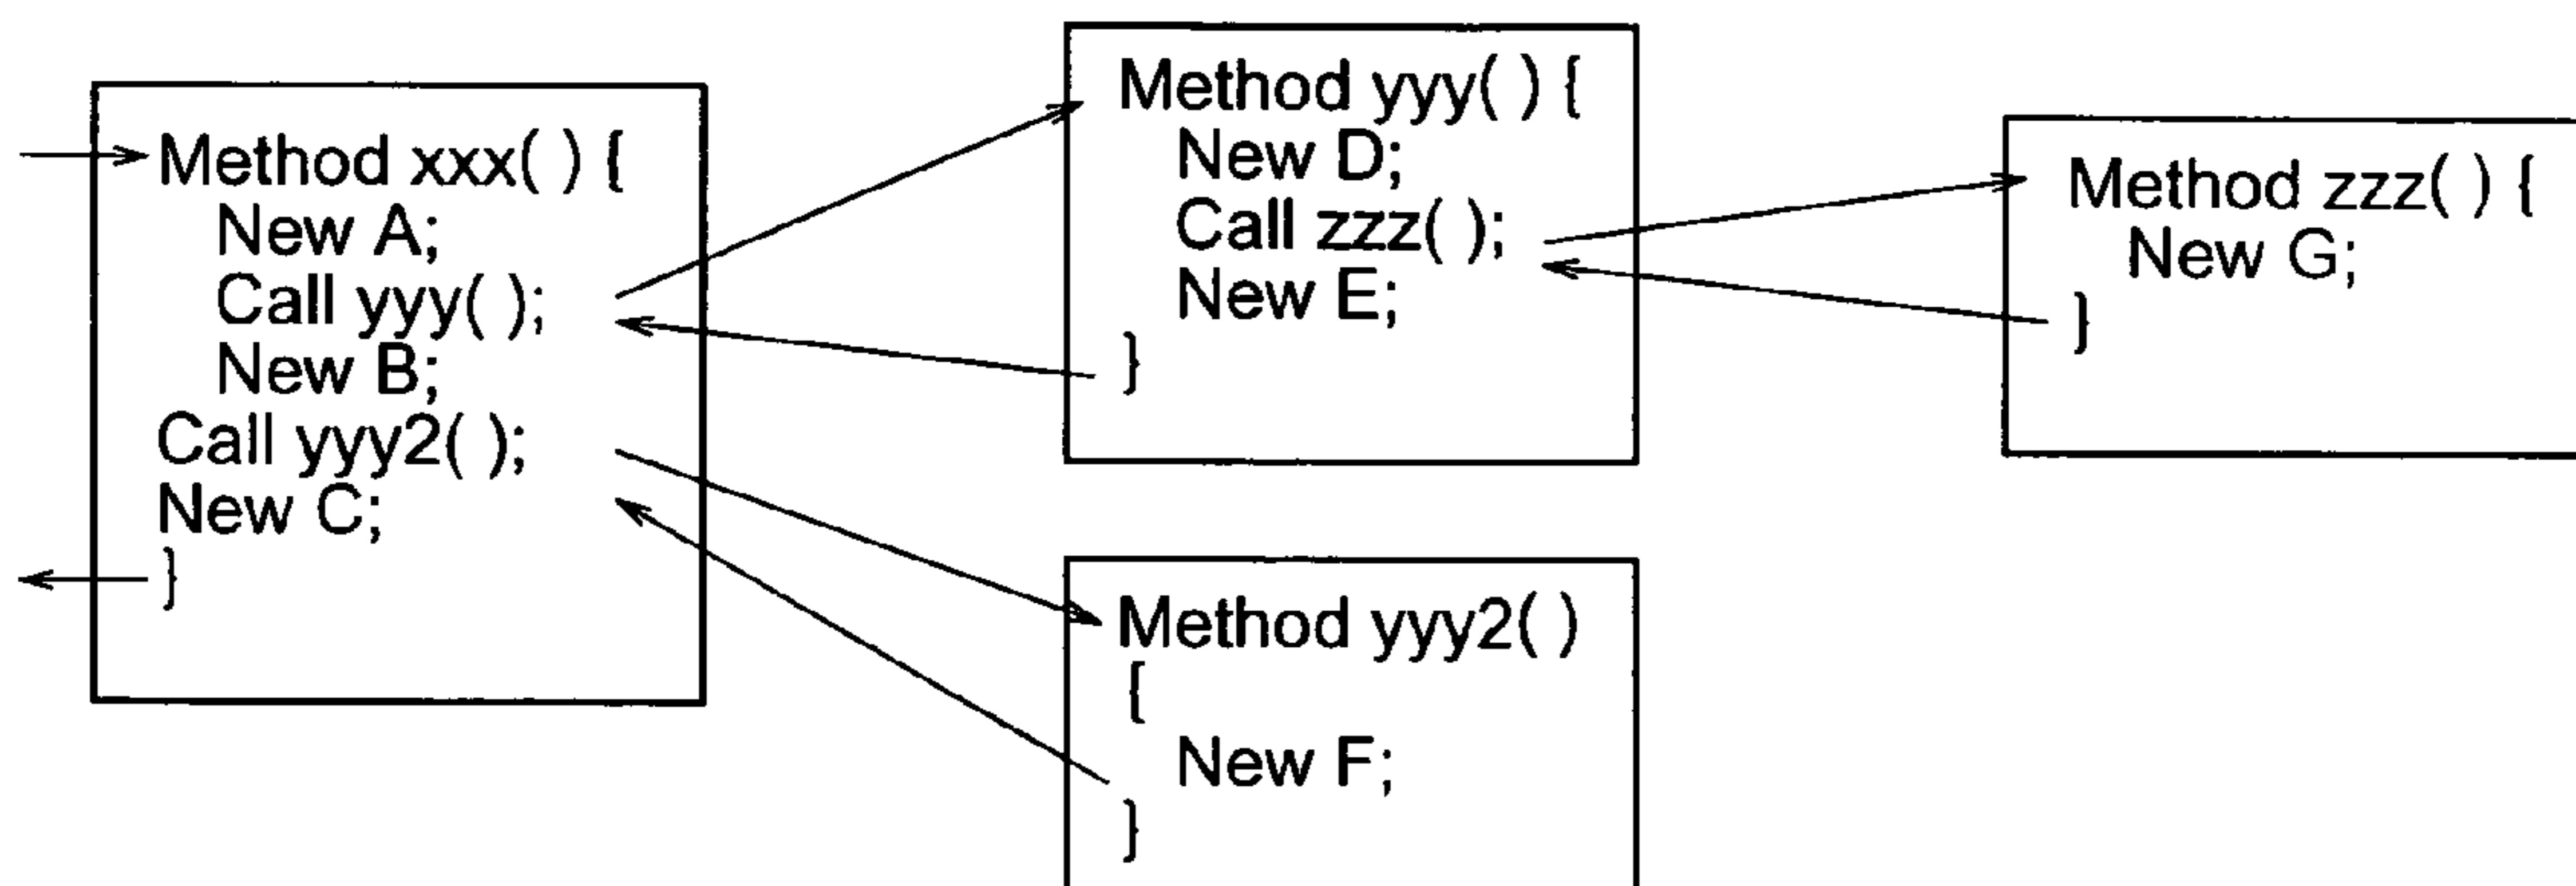 Method xxx( ) {
New A;
Call yyy( );
New B;
Call yyy2( );
New C;
}
Method yyy( ) {
New D;
Call zzz( );
New E;
}
Method zzz( ) {
New G;
}
Method yyy2( )
{
New F;
}